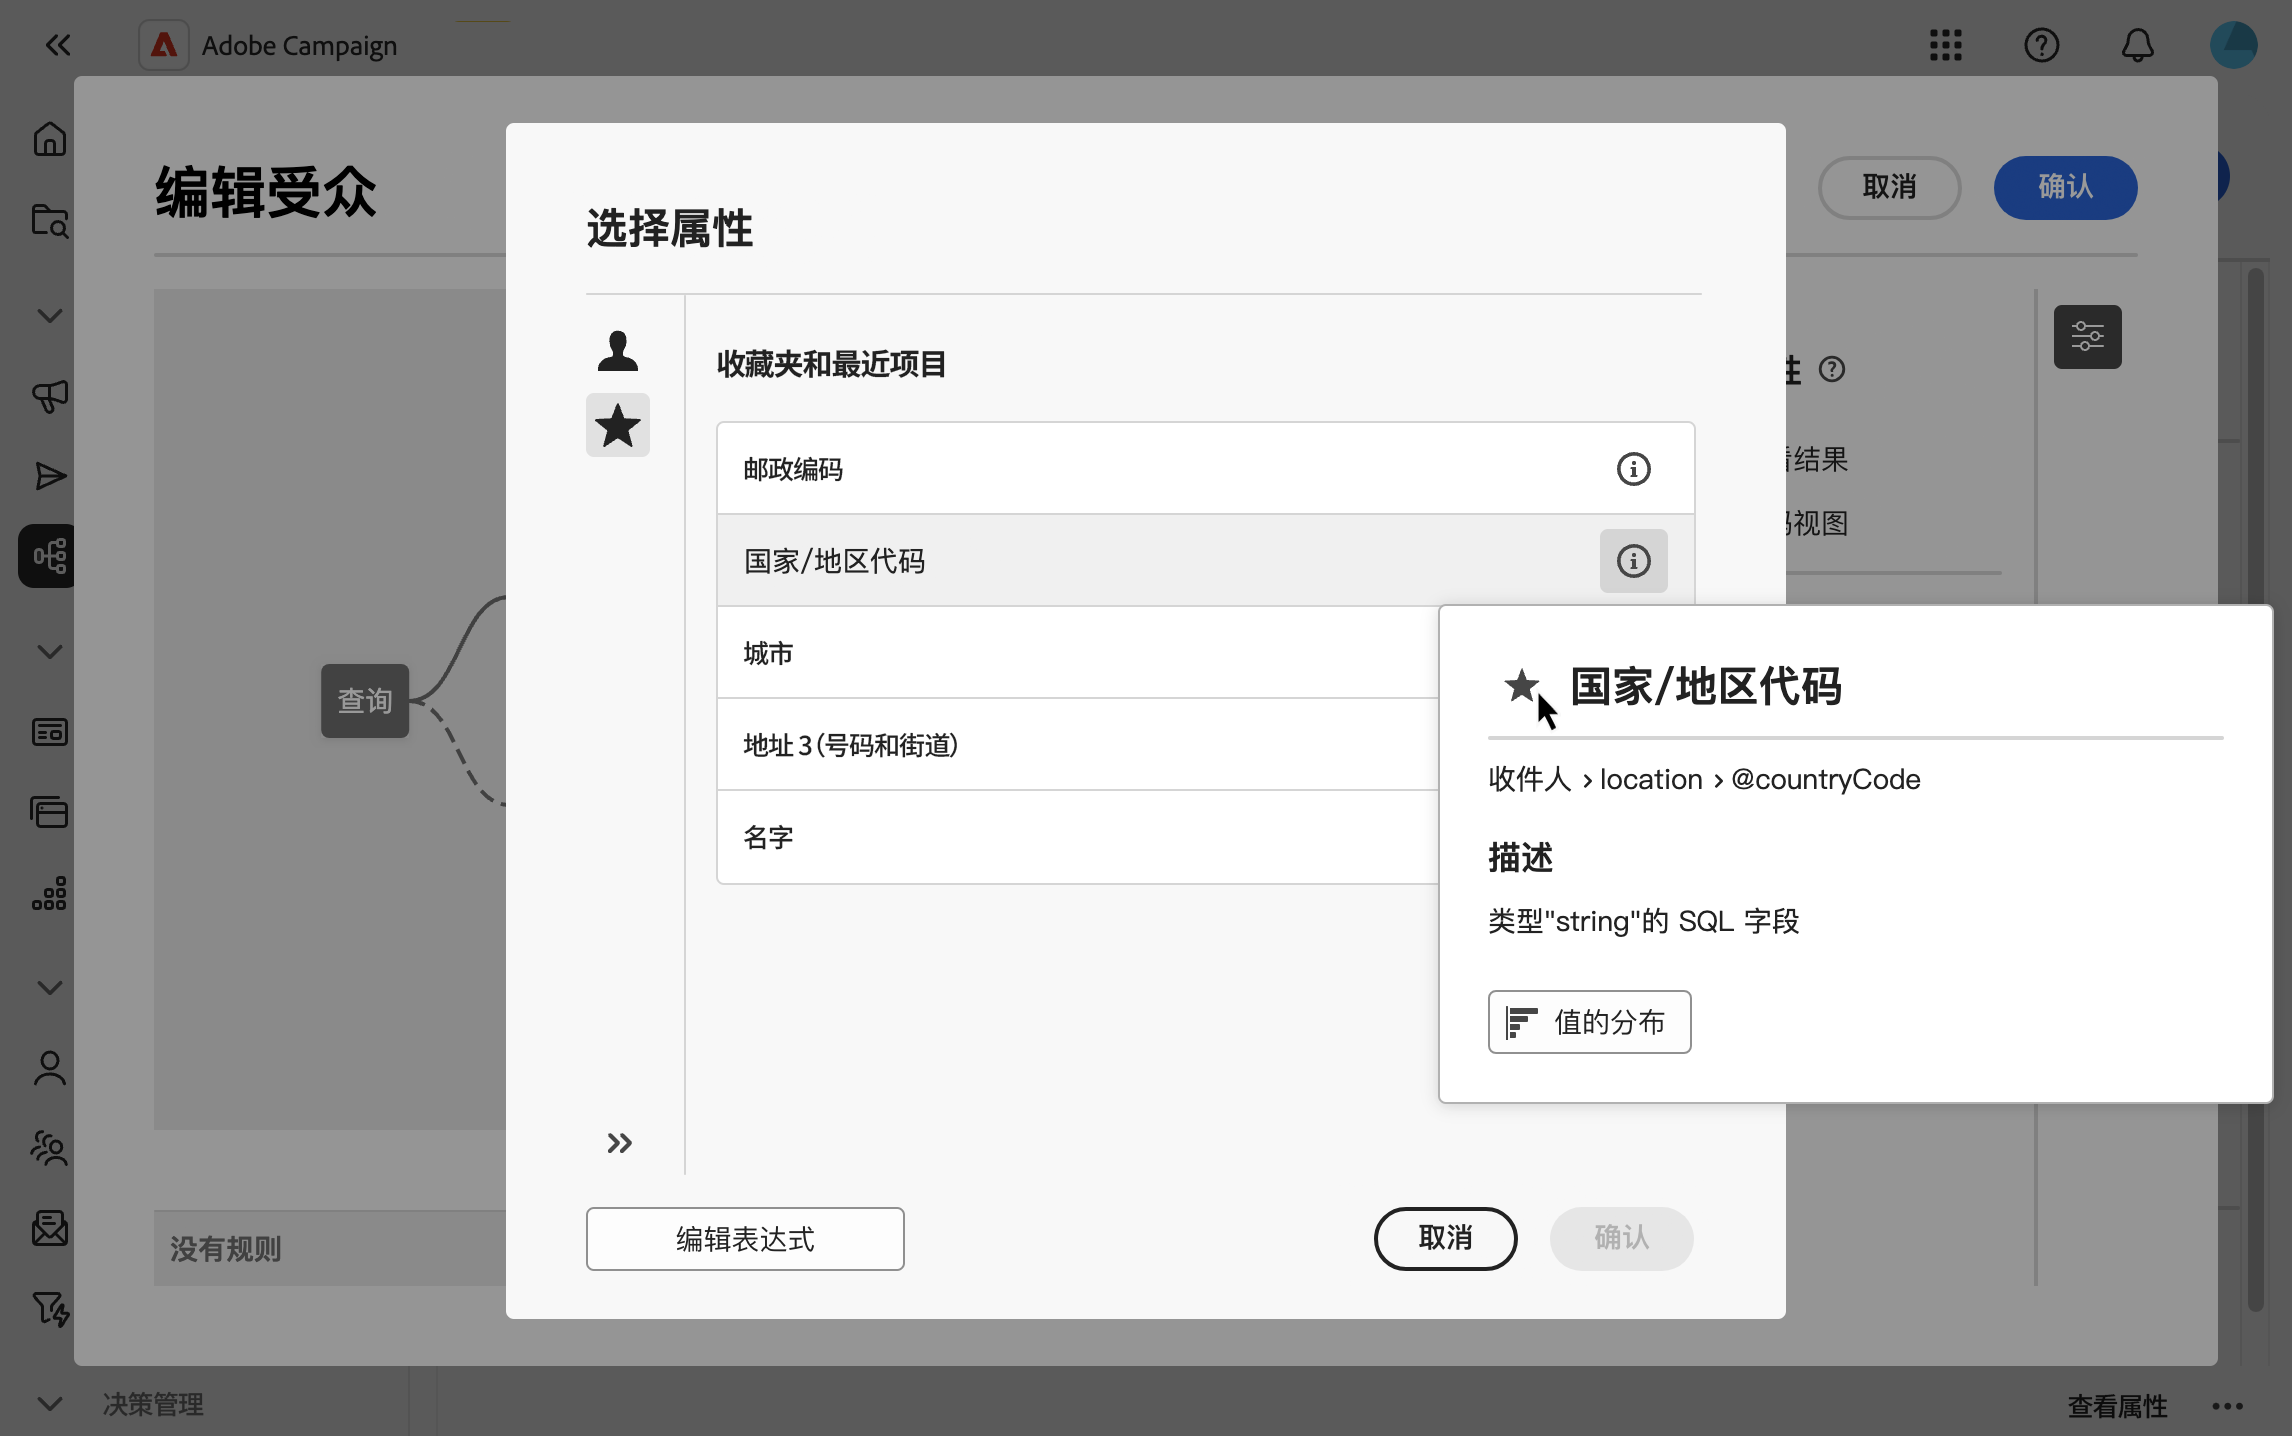 Adobe Campaign
编辑受众
取消
确认
选择属性
收藏夹和最近项目
邮政编码
国家/地区代码
城市
地址 3 (号码和街道)
名字
性
看结果
码视图
查询
国家/地区代码
收件人 › location › @countryCode
描述
类型"string"的 SQL 字段
值的分布
没有规则
编辑表达式
取消
确认
决策管理
查看属性